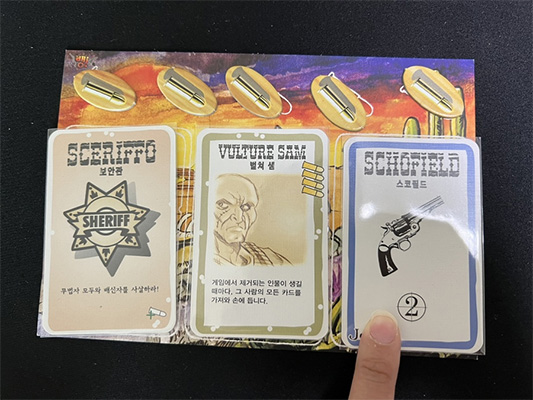 SCERIFFO
보안관
SHERIFF
무법자 모두와 배신자를 사살하라!
VULTURE SAM
벌쳐 샘
게임에서 제거되는 인물이 생길
때마다, 그 사람의 모든 카드를
가져와 손에 듭니다.
SCHOFIELD
스코필드
2
J